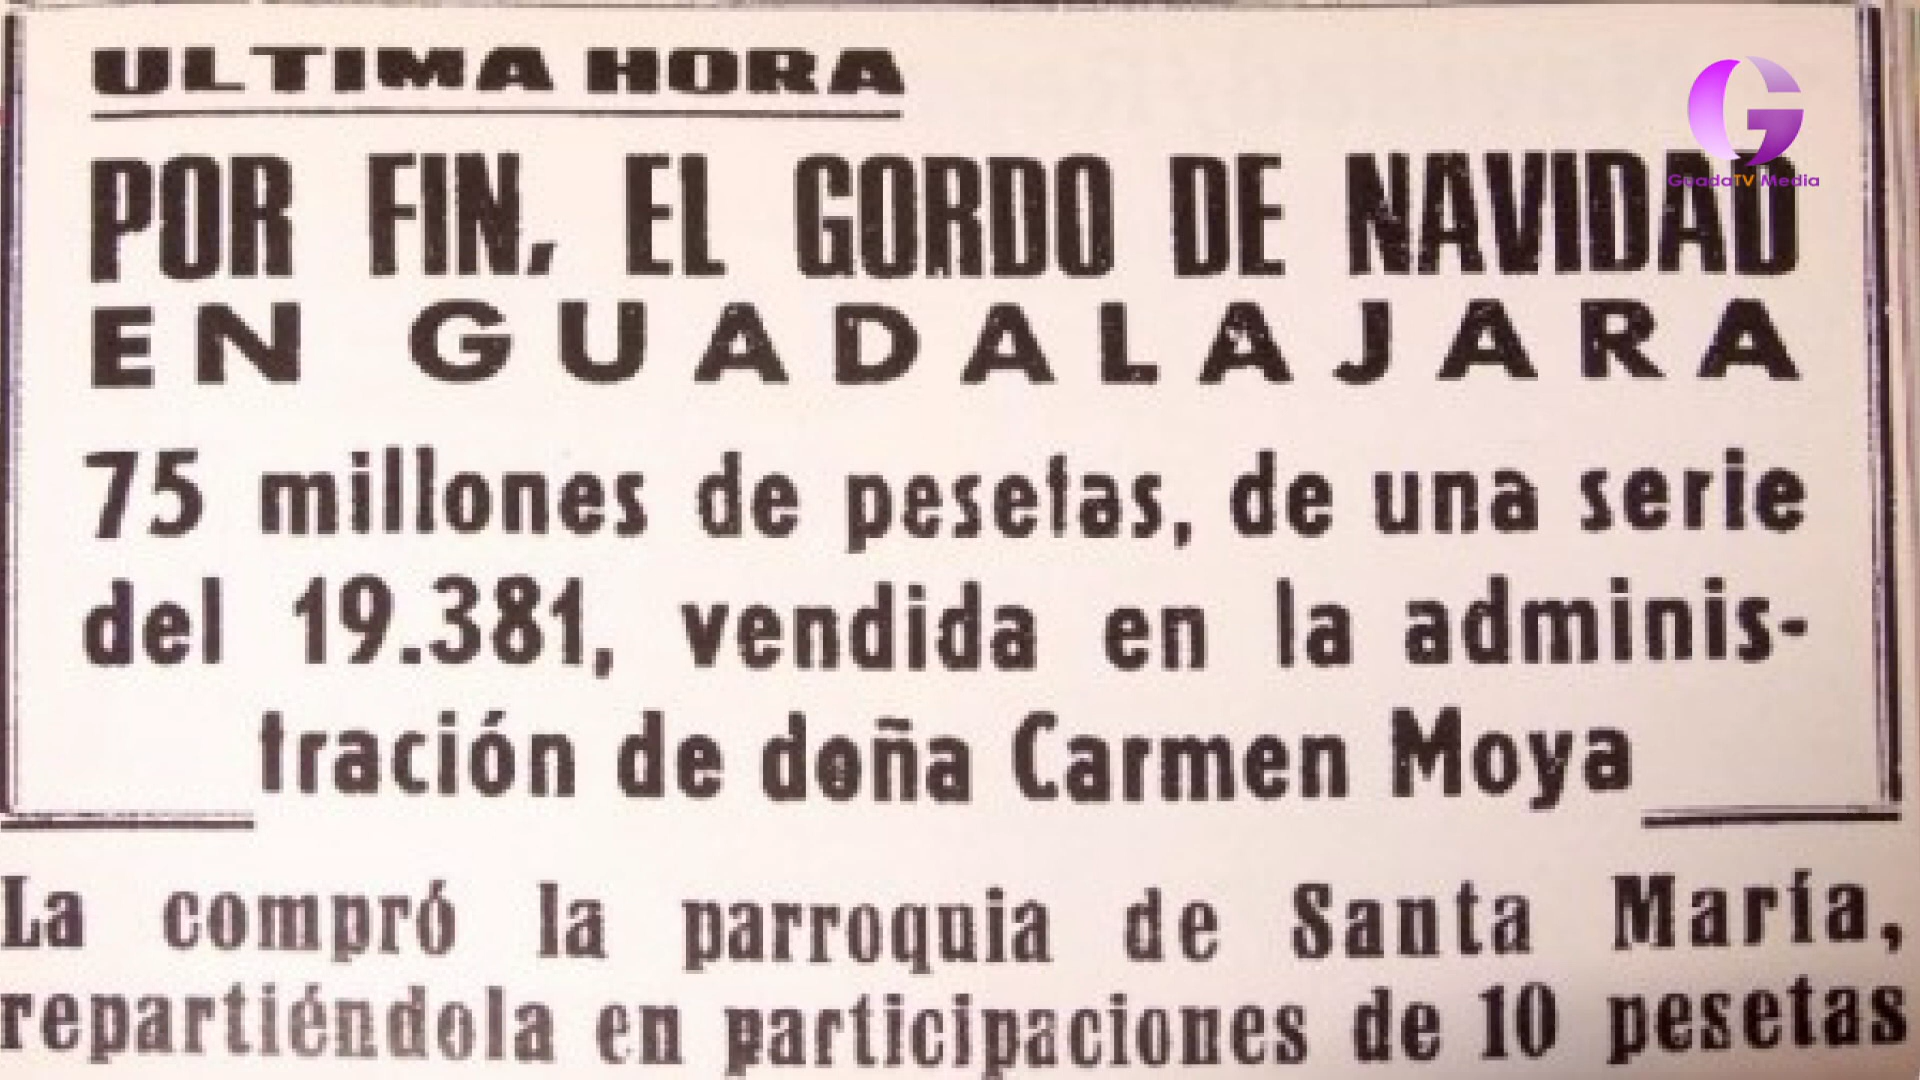 ULTIMA HORA
GuadaTV Media
POR FIN, EL GORDO DE NAVIDAD
EN GUADALAJARA
75 millones de pesetas, de una serie
del 19.381, vendida en la adminis-
tración de doña Carmen Moya
La compró la parroquia de Santa María,
repartiéndola en participaciones de 10 pesetas